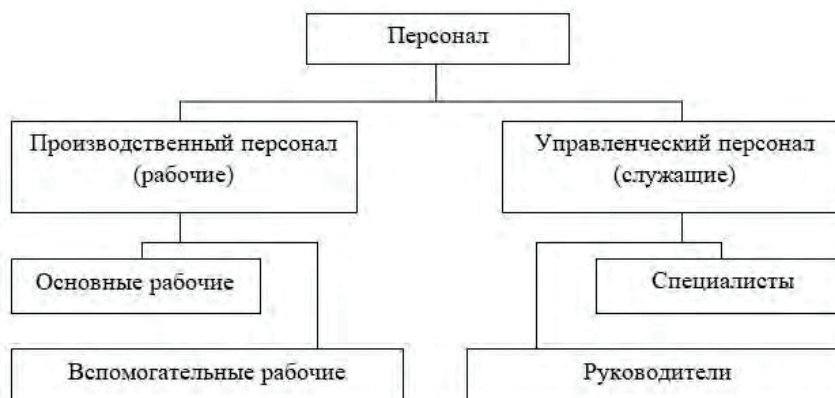 Персонал
Производственный персонал
(рабочие)
Управленческий персонал
(служащие)
Основные рабочие
Специалисты
Вспомогательные рабочие
Руководители